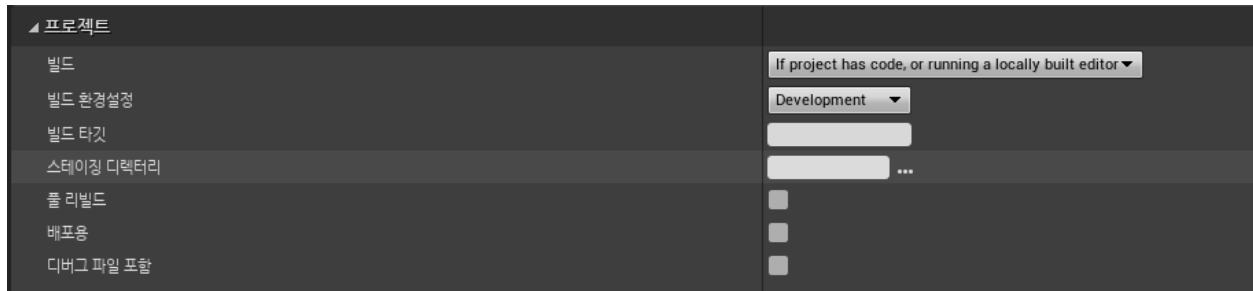 프로젝트
빌드 If project has code, or running a locally built editor
빌드 환경설정 Development
빌드 타깃
스테이징 디렉터리 ...
풀 리빌드
배포용
디버그 파일 포함